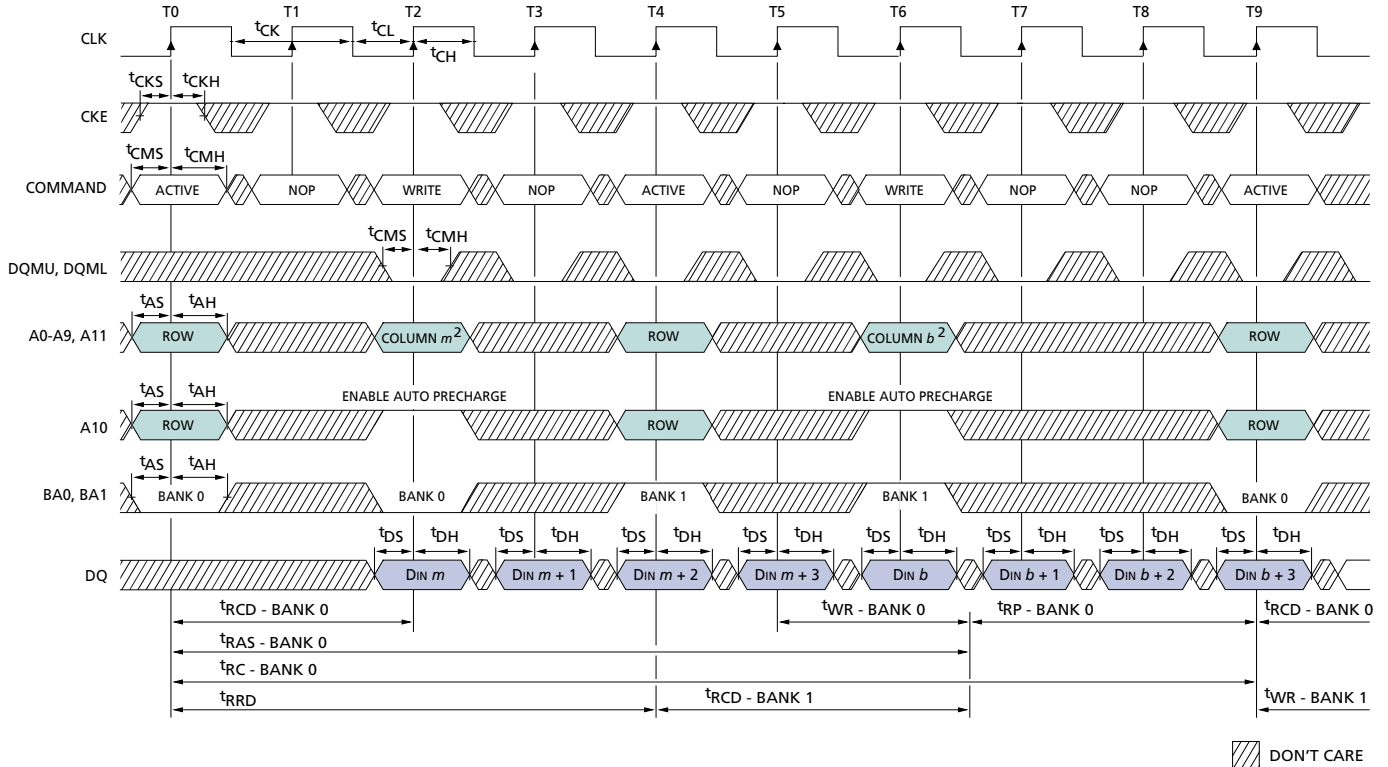 T0 T1 T2 T3 T4 T5 T6 T7 T8 T9
CLK tCK tCL tCH
tCKS tCKH
CKE
tCMS tCMH
COMMAND ACTIVE NOP WRITE NOP ACTIVE NOP WRITE NOP NOP ACTIVE
tCMS tCMH
DQMU, DQML
tAS tAH
A0-A9, A11 ROW COLUMN m2 ROW COLUMN b2 ROW
tAS tAH ENABLE AUTO PRECHARGE ENABLE AUTO PRECHARGE
A10 ROW ROW ROW
tAS tAH
BA0, BA1 BANK 0 BANK 0 BANK 1 BANK 1 BANK 0
tDS tDH tDS tDH tDS tDH tDS tDH tDS tDH tDS tDH tDS tDH tDS tDH
DQ DIN m DIN m + 1 DIN m + 2 DIN m + 3 DIN b DIN b + 1 DIN b + 2 DIN b + 3
tRCD - BANK 0 tWR - BANK 0 tRP - BANK 0 tRCD - BANK 0
tRAS - BANK 0
tRC - BANK 0
tRRD tRCD - BANK 1 tWR - BANK 1
DON'T CARE